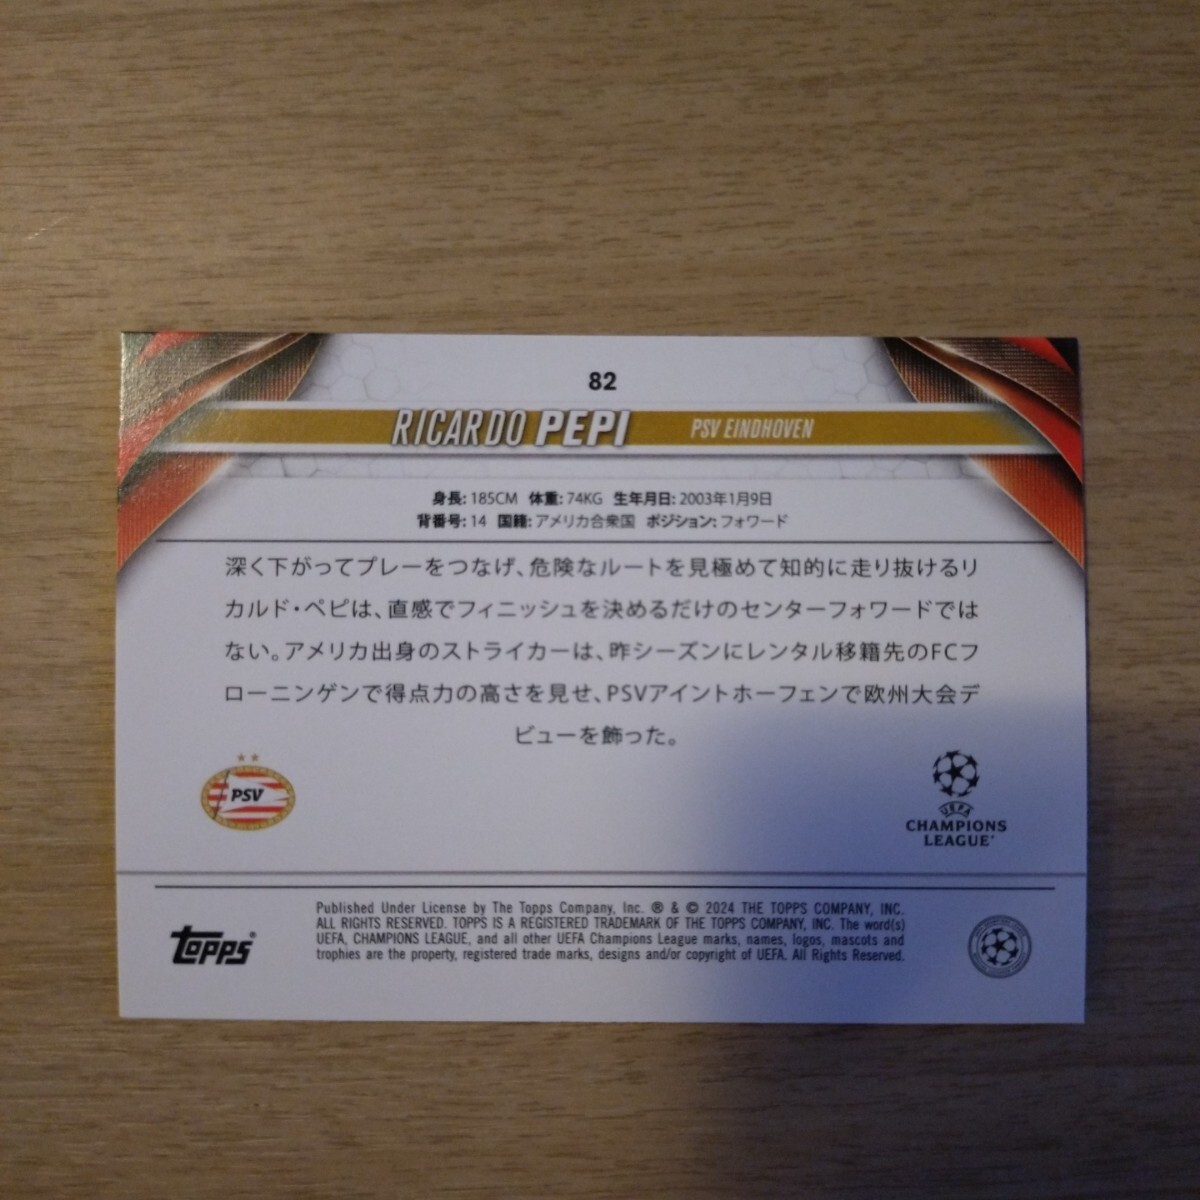 82
RICARDO PEPI PSV EINDHOVEN
身長: 185CM 体重: 74KG 生年月日: 2003年1月9日
背番号: 14 国籍: アメリカ合衆国 ポジション: フォワード
深く下がってプレーをつなげ、危険なルートを見極めて知的に走り抜けるリ
カルド・ペピは、直感でフィニッシュを決めるだけのセンターフォワードでは
ない。アメリカ出身のストライカーは、昨シーズンにレンタル移籍先のFCフ
ローニンゲンで得点力の高さを見せ、PSVアイントホーフェンで欧州大会デ
ビューを飾った。
PSV
UEFA
CHAMPIONS
LEAGUE
topps®
Published Under License by The Topps Company, Inc. ® & © 2024 THE TOPPS COMPANY, INC.
ALL RIGHTS RESERVED. TOPPS IS A REGISTERED TRADEMARK OF THE TOPPS COMPANY, INC. The word(s)
UEFA, CHAMPIONS LEAGUE, and all other UEFA Champions League marks, names, logos, mascots and
trophies are the property, registered trade marks, designs and/or copyright of UEFA. All Rights Reserved.